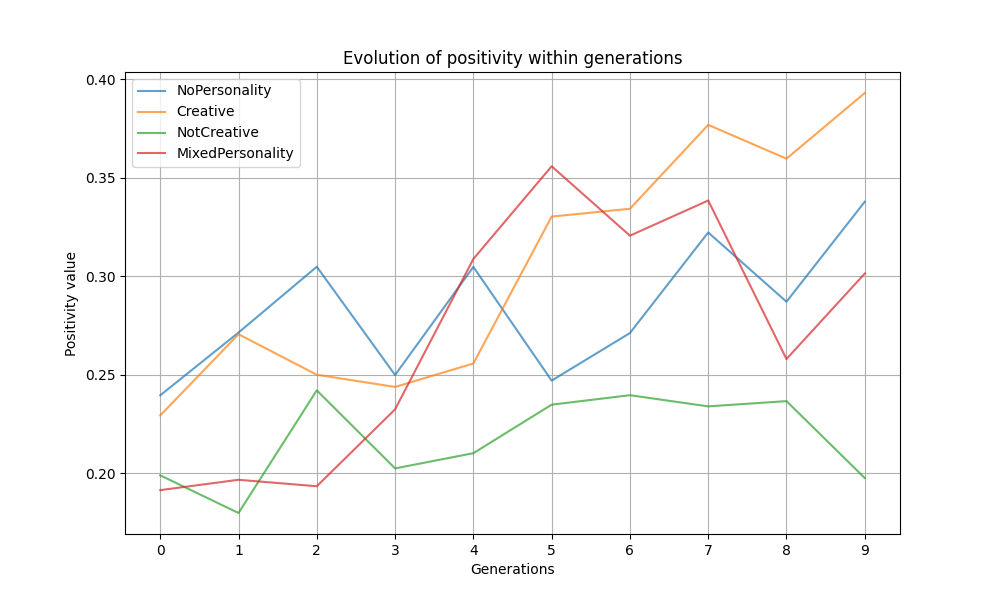 Evolution of positivity within generations
NoPersonality
Creative
NotCreative
MixedPersonality
0.40
0.35
0.30
0.25
0.20
Positivity value
0 1 2 3 4 5 6 7 8 9
Generations